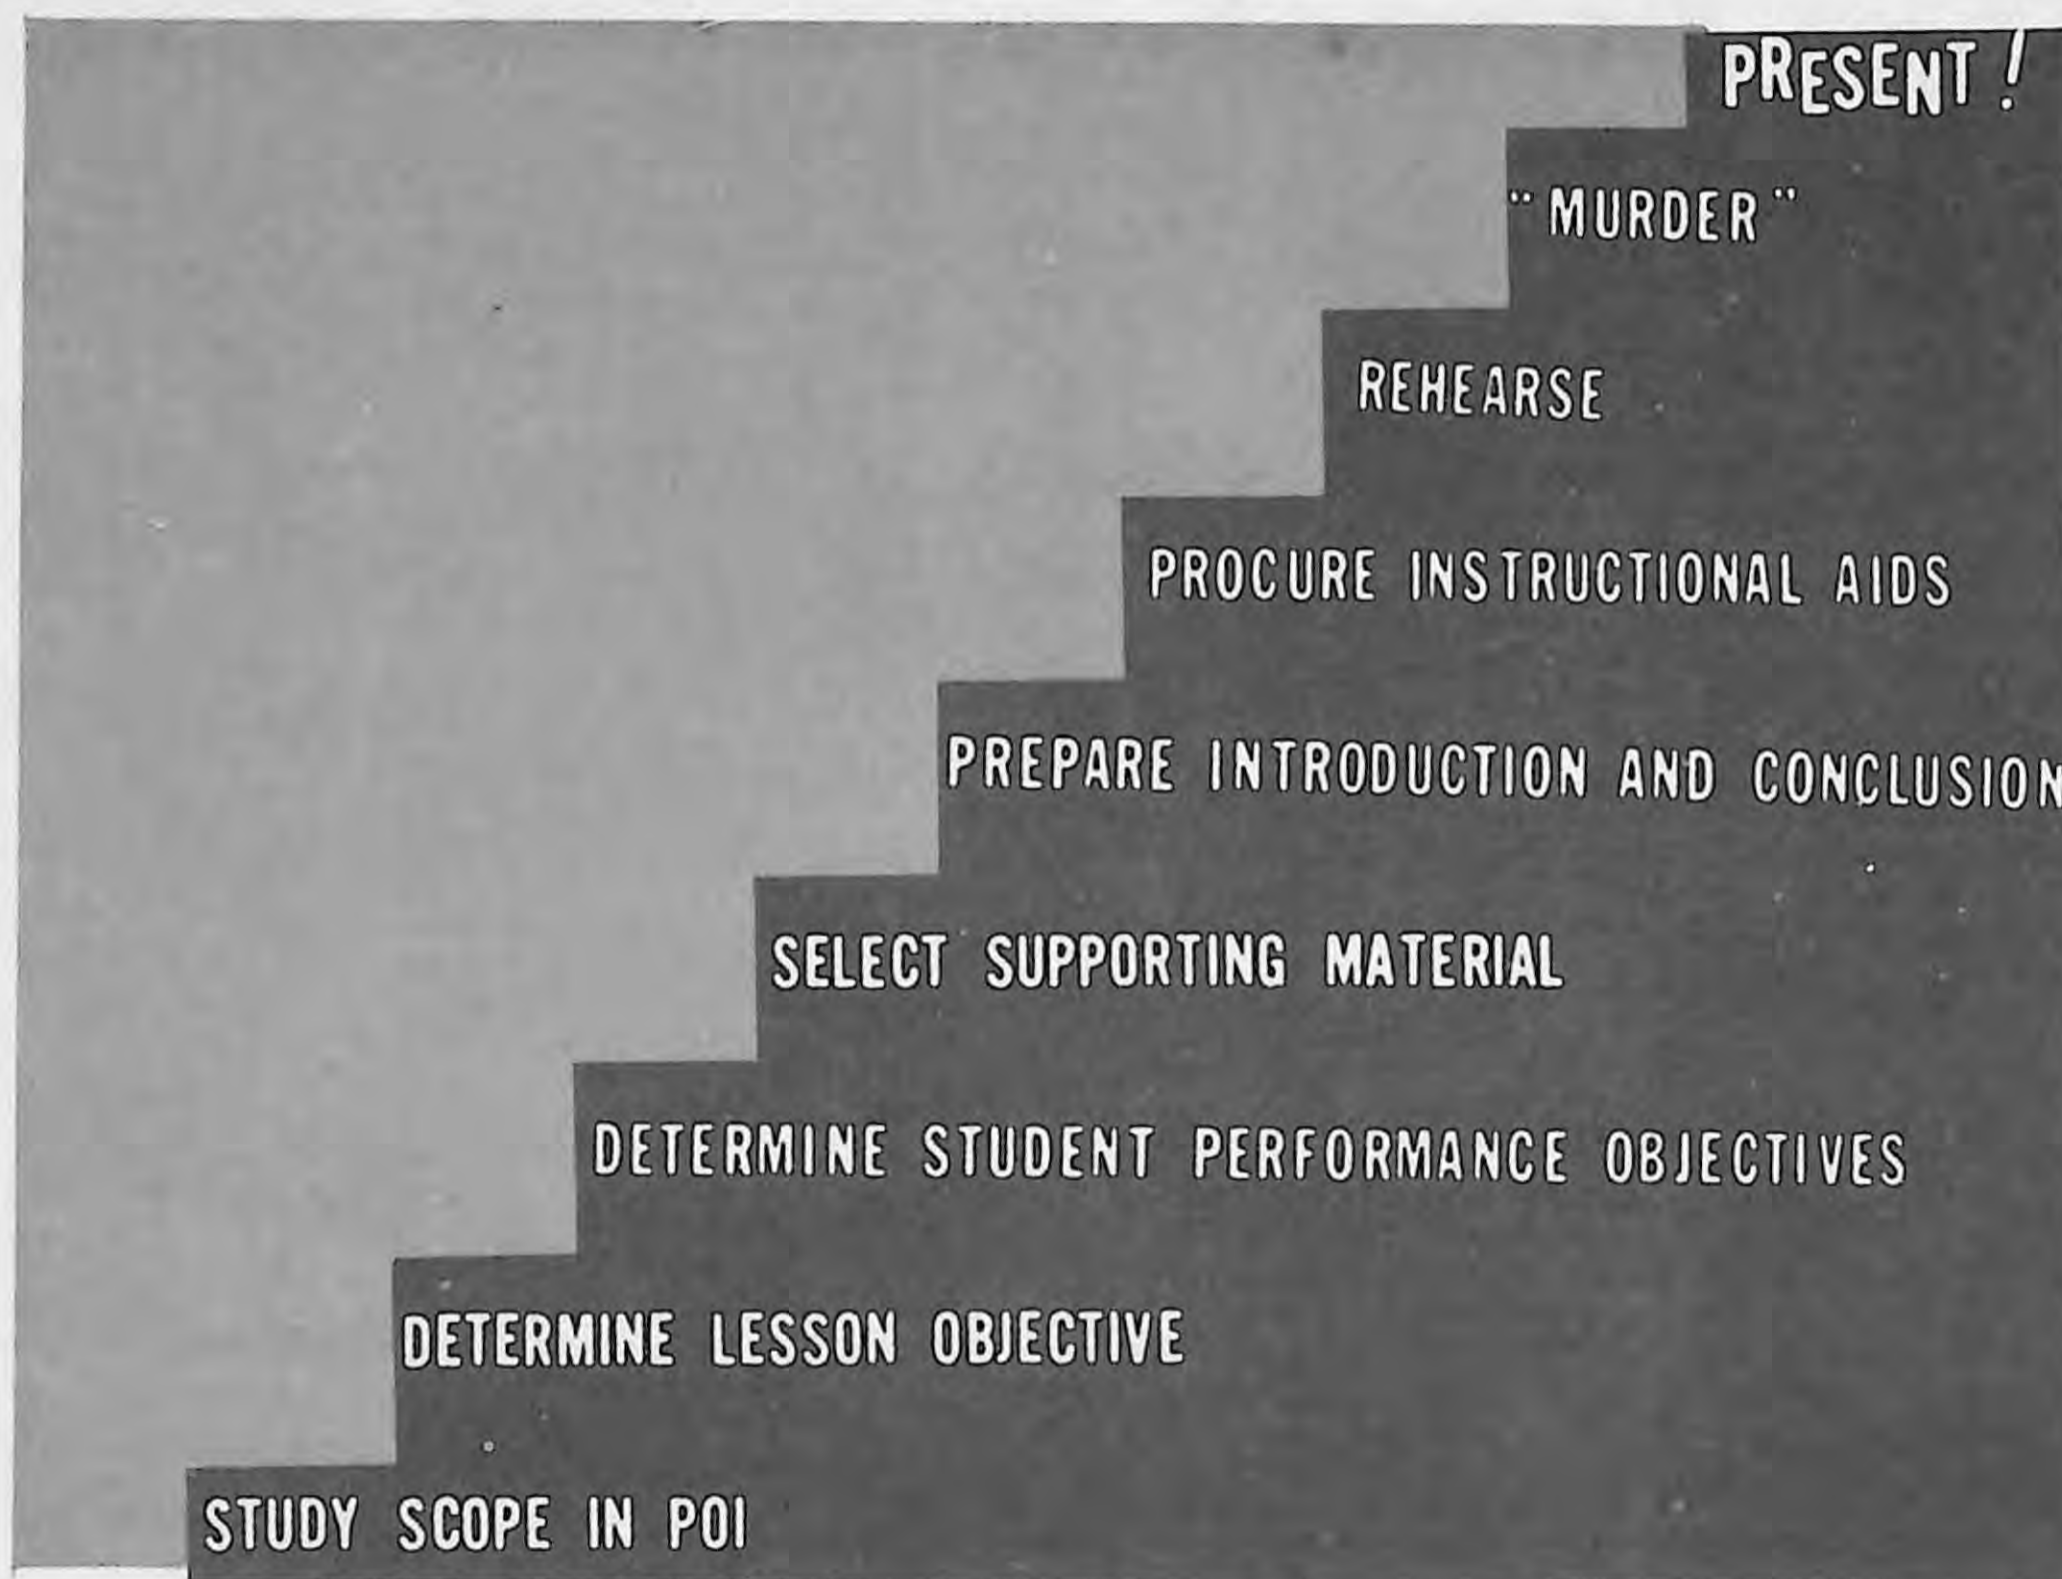 PRESENT!
"MURDER"
REHEARSE
PROCURE INSTRUCTIONAL AIDS
PREPARE INTRODUCTION AND CONCLUSION
SELECT SUPPORTING MATERIAL
DETERMINE STUDENT PERFORMANCE OBJECTIVES
DETERMINE LESSON OBJECTIVE
STUDY SCOPE IN POI